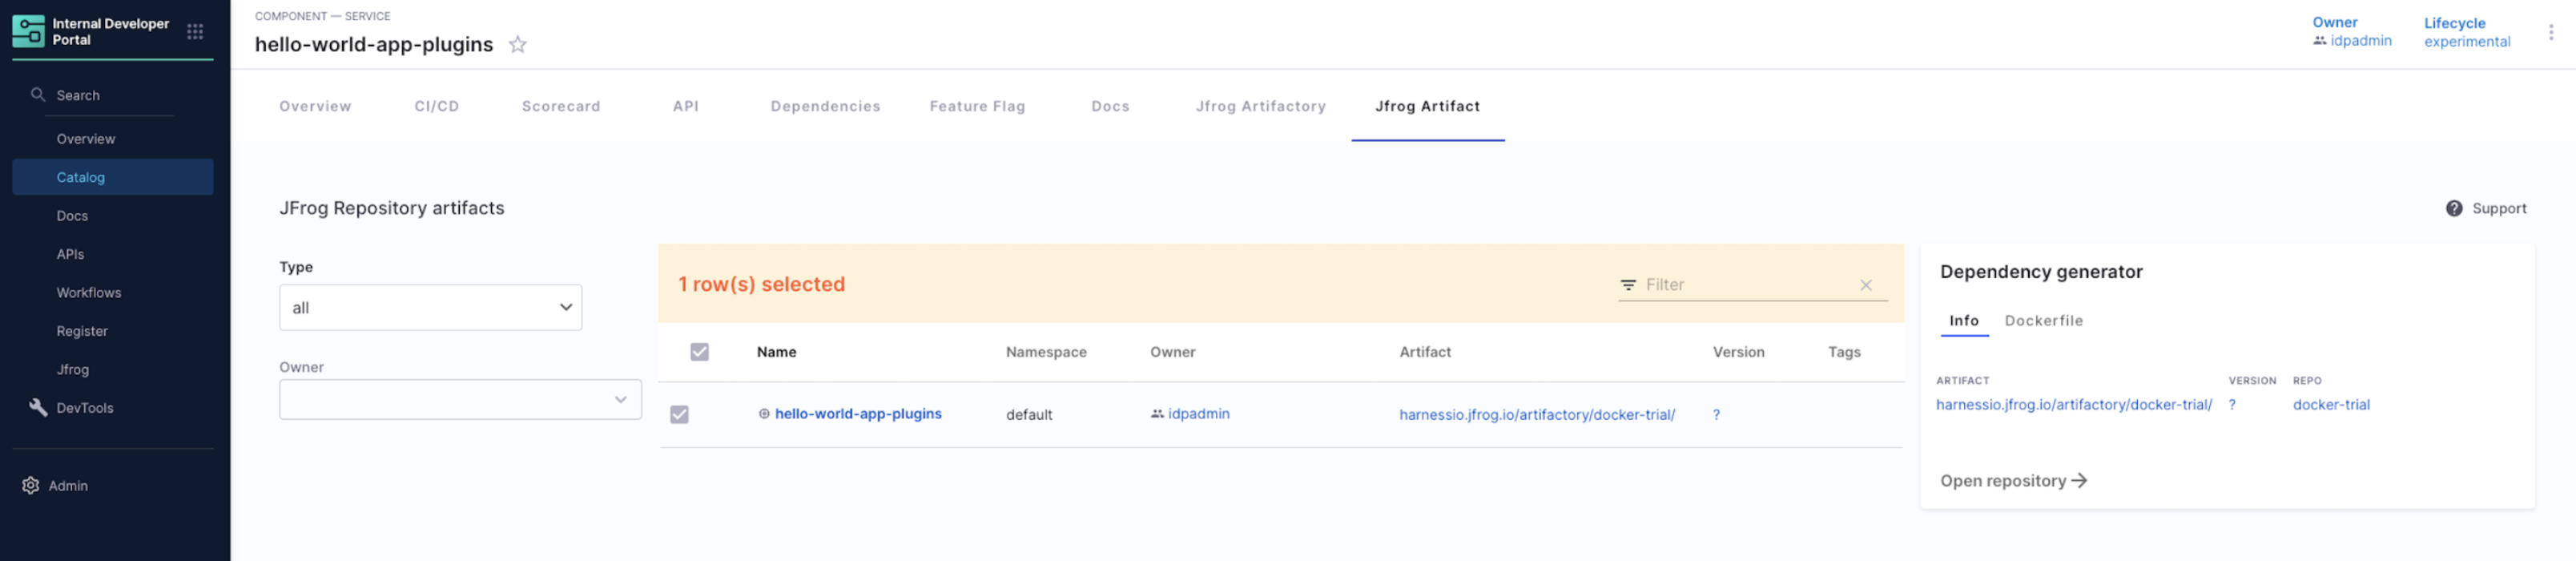 Internal Developer
Portal
Search
Overview
Catalog
Docs
APIs
Workflows
Register
Jfrog
DevTools
Admin
COMPONENT — SERVICE
hello-world-app-plugins
Owner
idpadmin
Lifecycle
experimental
Overview CI/CD Scorecard API Dependencies Feature Flag Docs Jfrog Artifactory Jfrog Artifact
JFrog Repository artifacts
Support
Type
all
Owner
1 row(s) selected
Filter
Name Namespace Owner Artifact Version Tags
hello-world-app-plugins default idpadmin harnessio.jfrog.io/artifactory/docker-trial/ ?
Dependency generator
Info Dockerfile
ARTIFACT VERSION REPO
harnessio.jfrog.io/artifactory/docker-trial/ ? docker-trial
Open repository